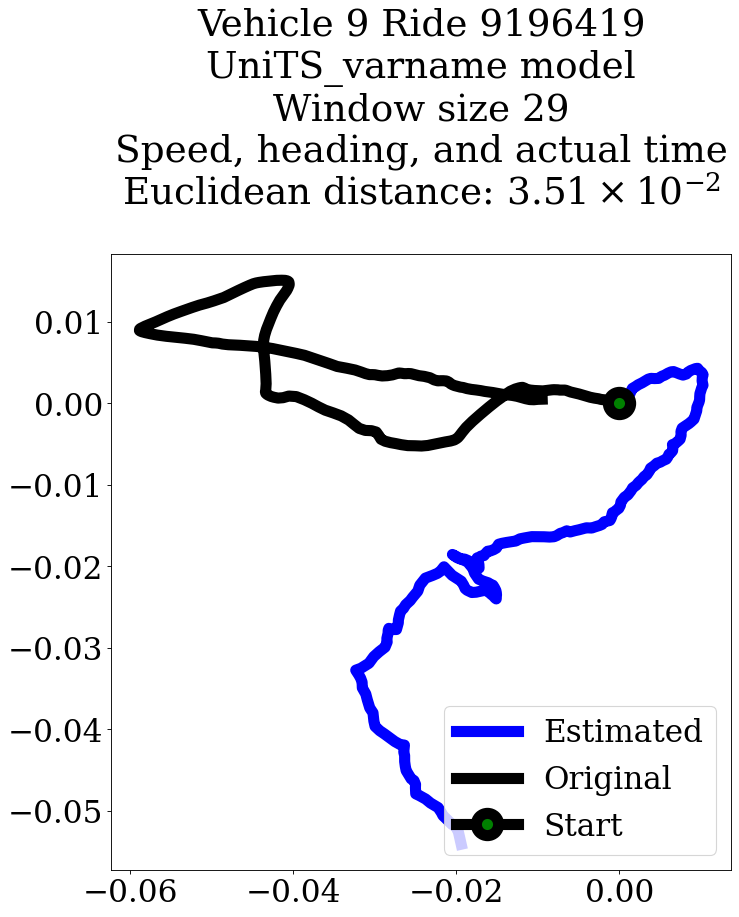 Vehicle 9 Ride 9196419
UniTS_varname model
Window size 29
Speed, heading, and actual time
Euclidean distance: 3.51 × 10⁻²
0.01
0.00
−0.01
−0.02
−0.03
−0.04
−0.05
Estimated
Original
Start
−0.06
−0.04
−0.02
0.00